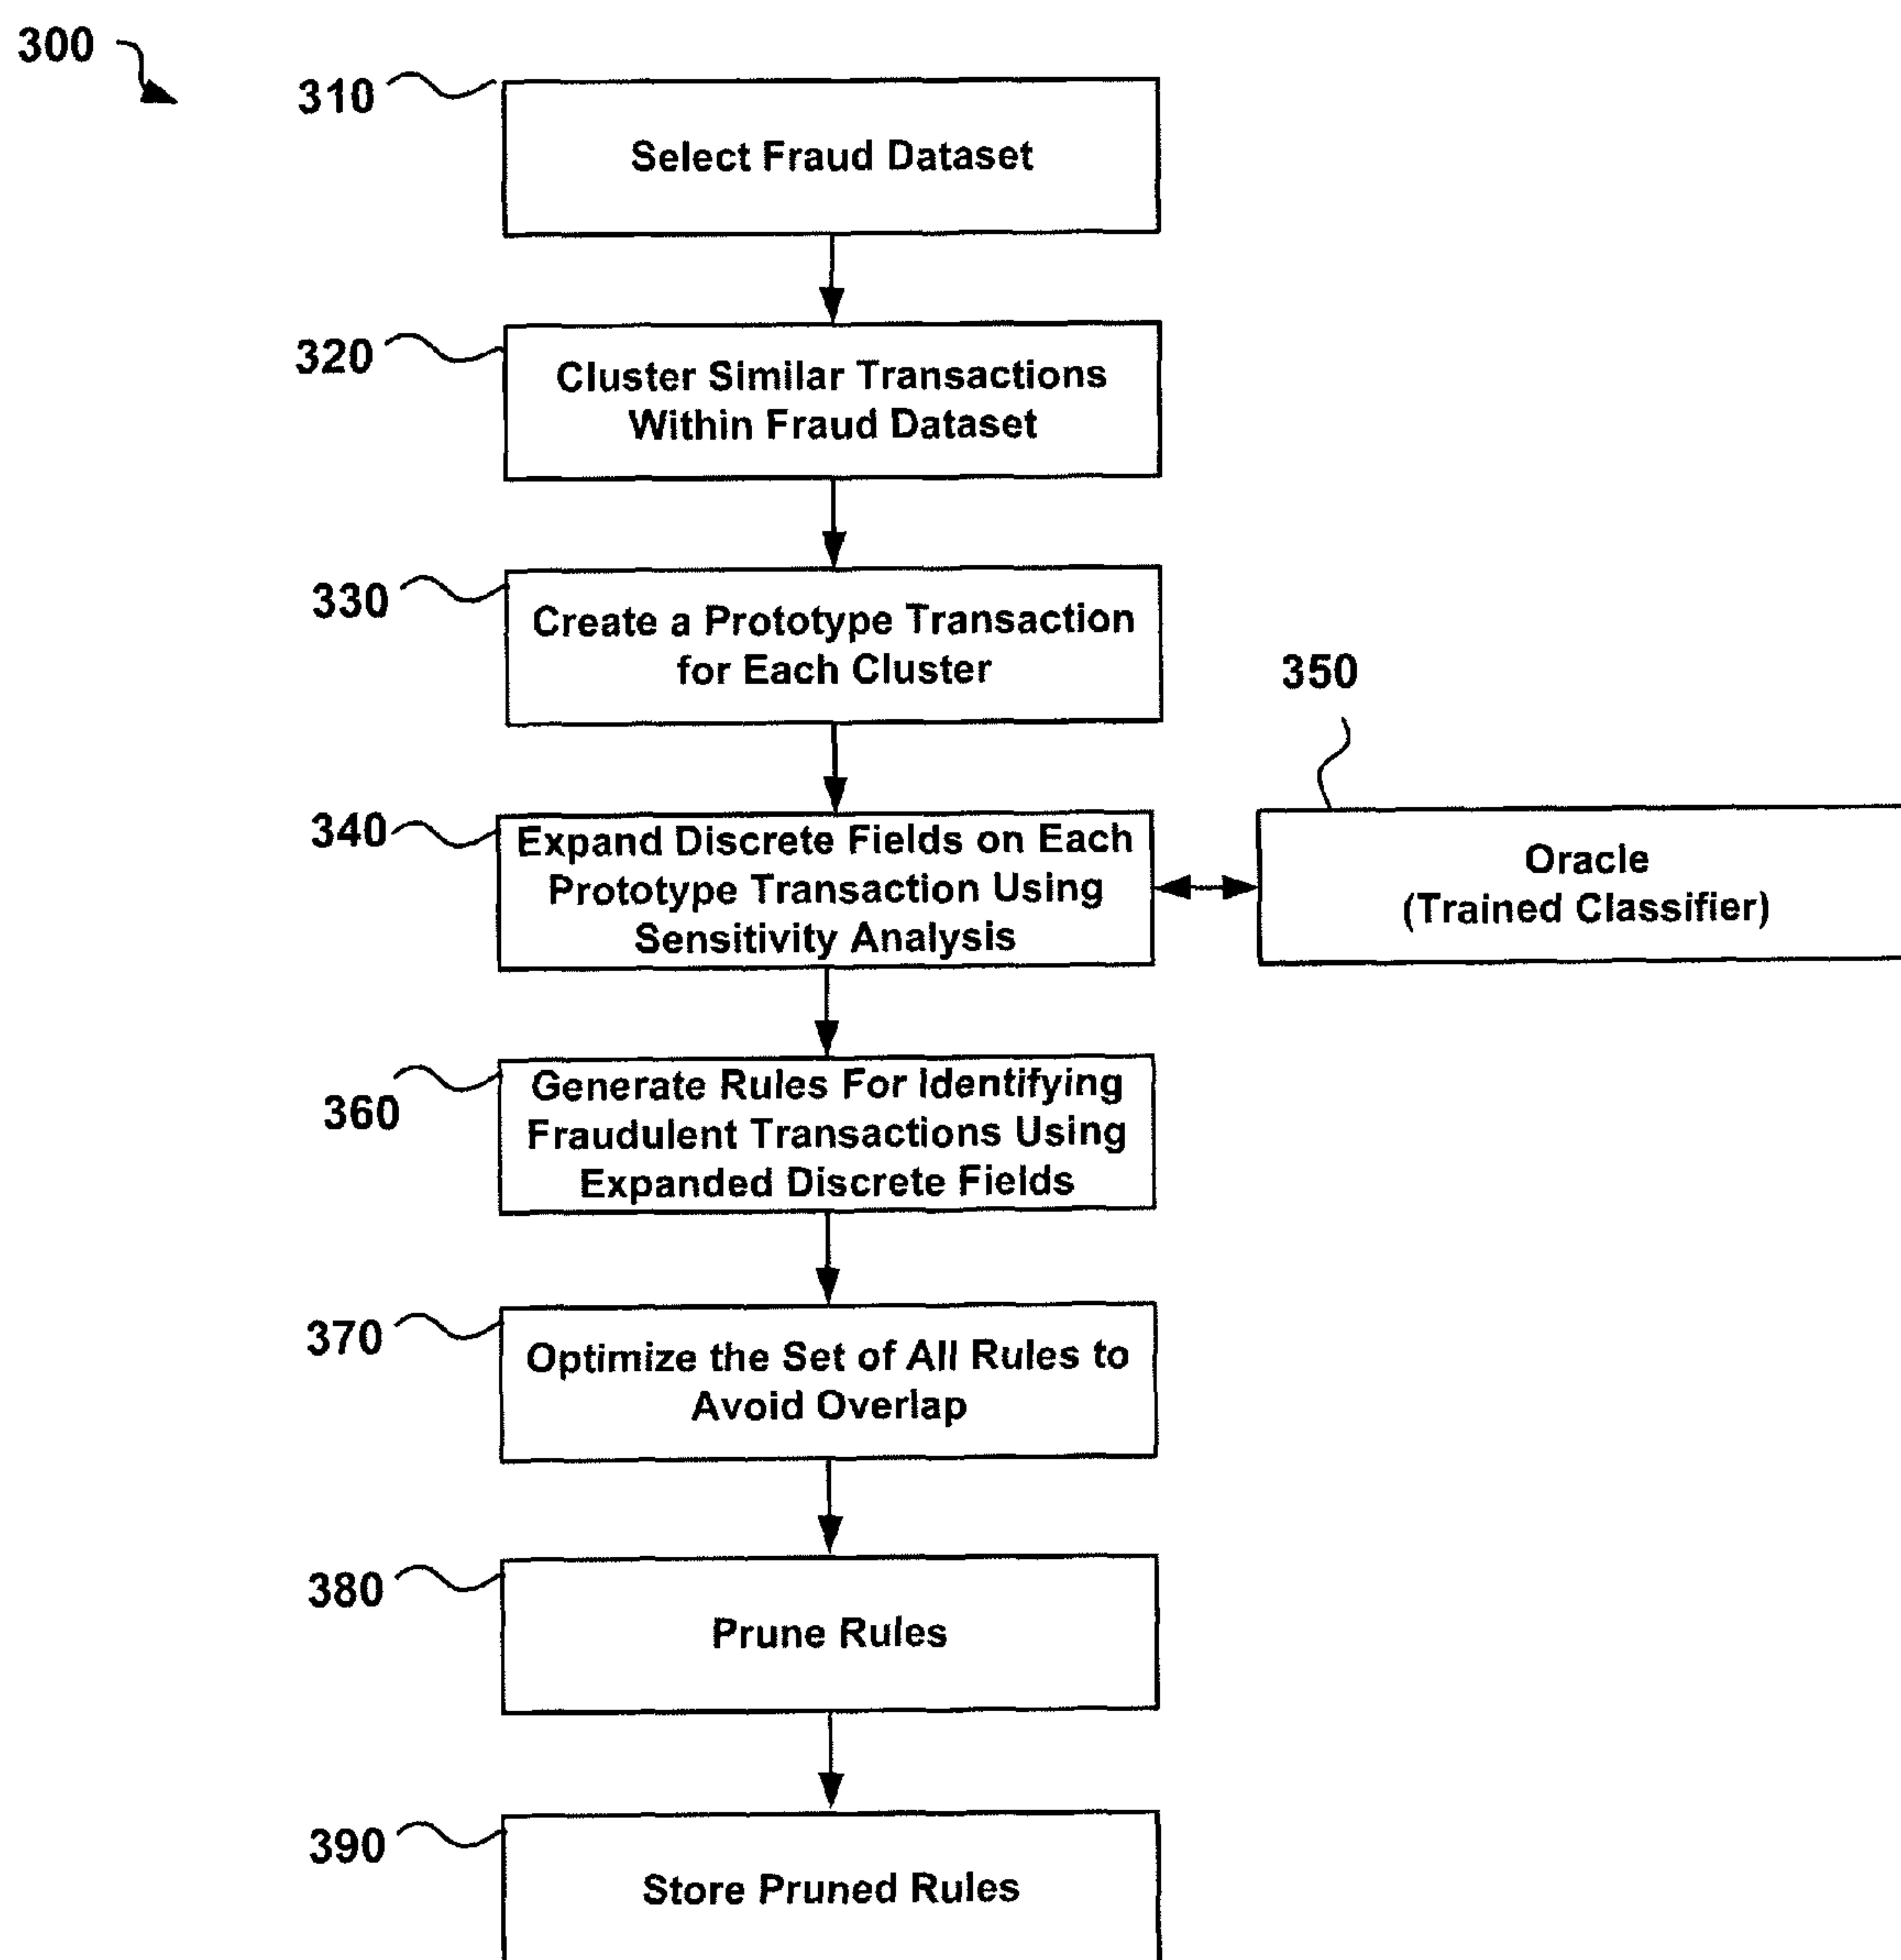 300
310
Select Fraud Dataset
320
Cluster Similar Transactions
Within Fraud Dataset
330
Create a Prototype Transaction
for Each Cluster
350
340
Expand Discrete Fields on Each
Prototype Transaction Using
Sensitivity Analysis
Oracle
(Trained Classifier)
360
Generate Rules For Identifying
Fraudulent Transactions Using
Expanded Discrete Fields
370
Optimize the Set of All Rules to
Avoid Overlap
380
Prune Rules
390
Store Pruned Rules